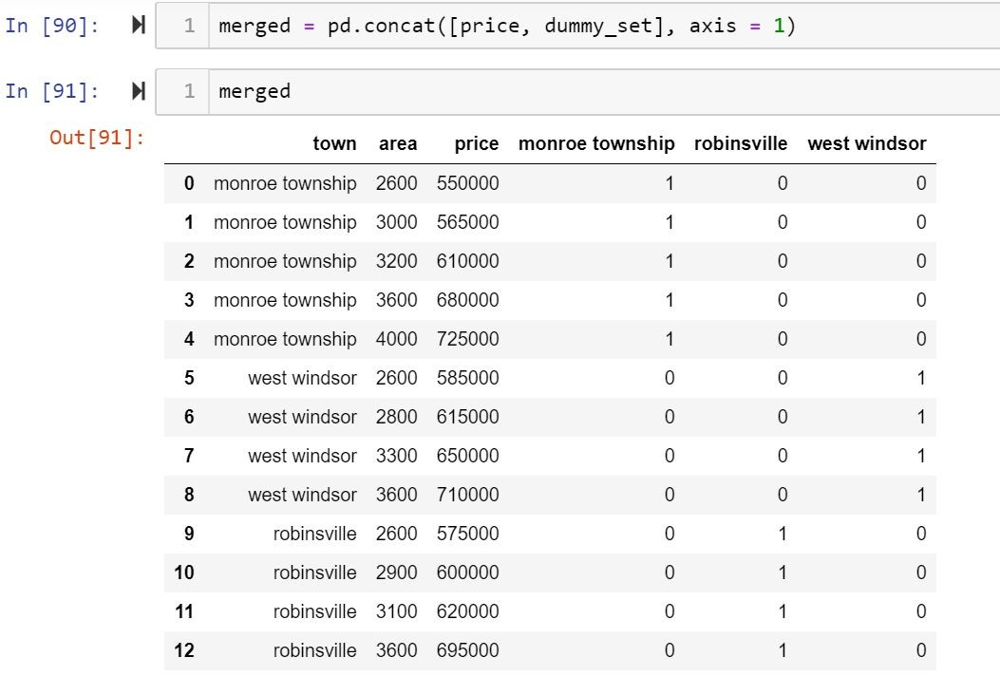 In [90]: 1 merged = pd.concat([price, dummy_set], axis = 1)
In [91]: 1 merged
Out[91]:
town area price monroe township robinsville west windsor
0 monroe township 2600 550000 1 0 0
1 monroe township 3000 565000 1 0 0
2 monroe township 3200 610000 1 0 0
3 monroe township 3600 680000 1 0 0
4 monroe township 4000 725000 1 0 0
5 west windsor 2600 585000 0 0 1
6 west windsor 2800 615000 0 0 1
7 west windsor 3300 650000 0 0 1
8 west windsor 3600 710000 0 0 1
9 robinsville 2600 575000 0 1 0
10 robinsville 2900 600000 0 1 0
11 robinsville 3100 620000 0 1 0
12 robinsville 3600 695000 0 1 0